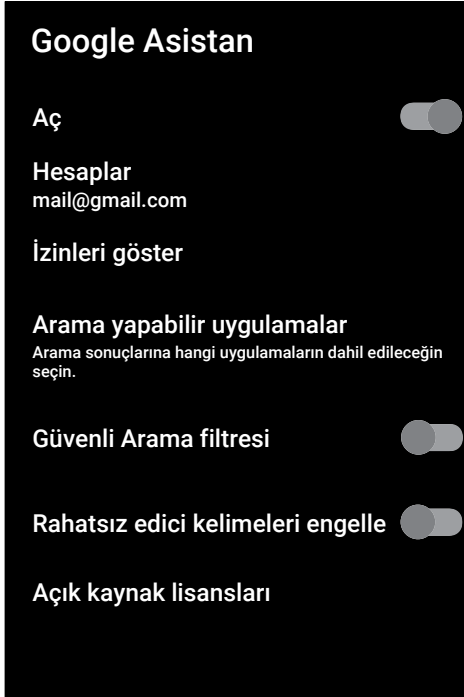 Google Asistan
Aç
Hesaplar
mail@gmail.com
İzinleri göster
Arama yapabilir uygulamalar
Arama sonuçlarına hangi uygulamaların dahil edileceğin
seçin.
Güvenli Arama filtresi
Rahatsız edici kelimeleri engelle
Açık kaynak lisansları